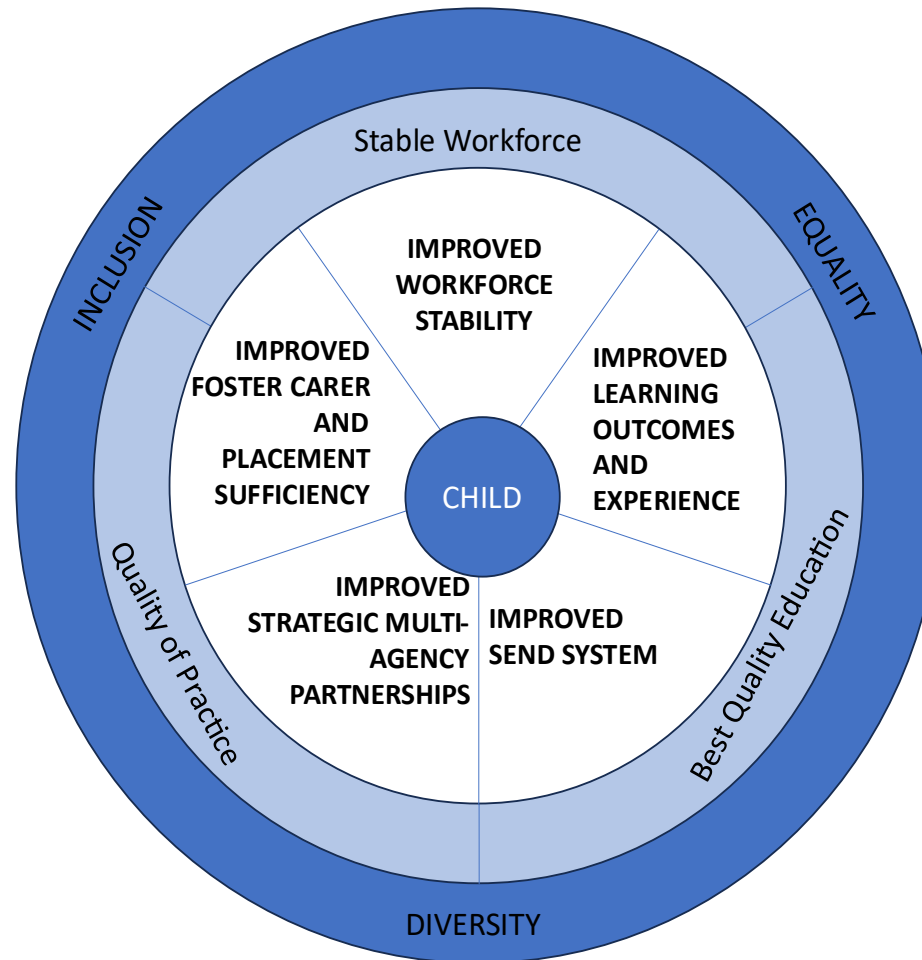 Stable Workforce
INCLUSION
EQUALITY
IMPROVED
WORKFORCE
STABILITY
IMPROVED
FOSTER CARER
AND
PLACEMENT
SUFFICIENCY
IMPROVED
LEARNING
OUTCOMES
AND
EXPERIENCE
CHILD
IMPROVED
STRATEGIC MULTI-
AGENCY
PARTNERSHIPS
IMPROVED
SEND SYSTEM
Quality of Practice
Best Quality Education
DIVERSITY